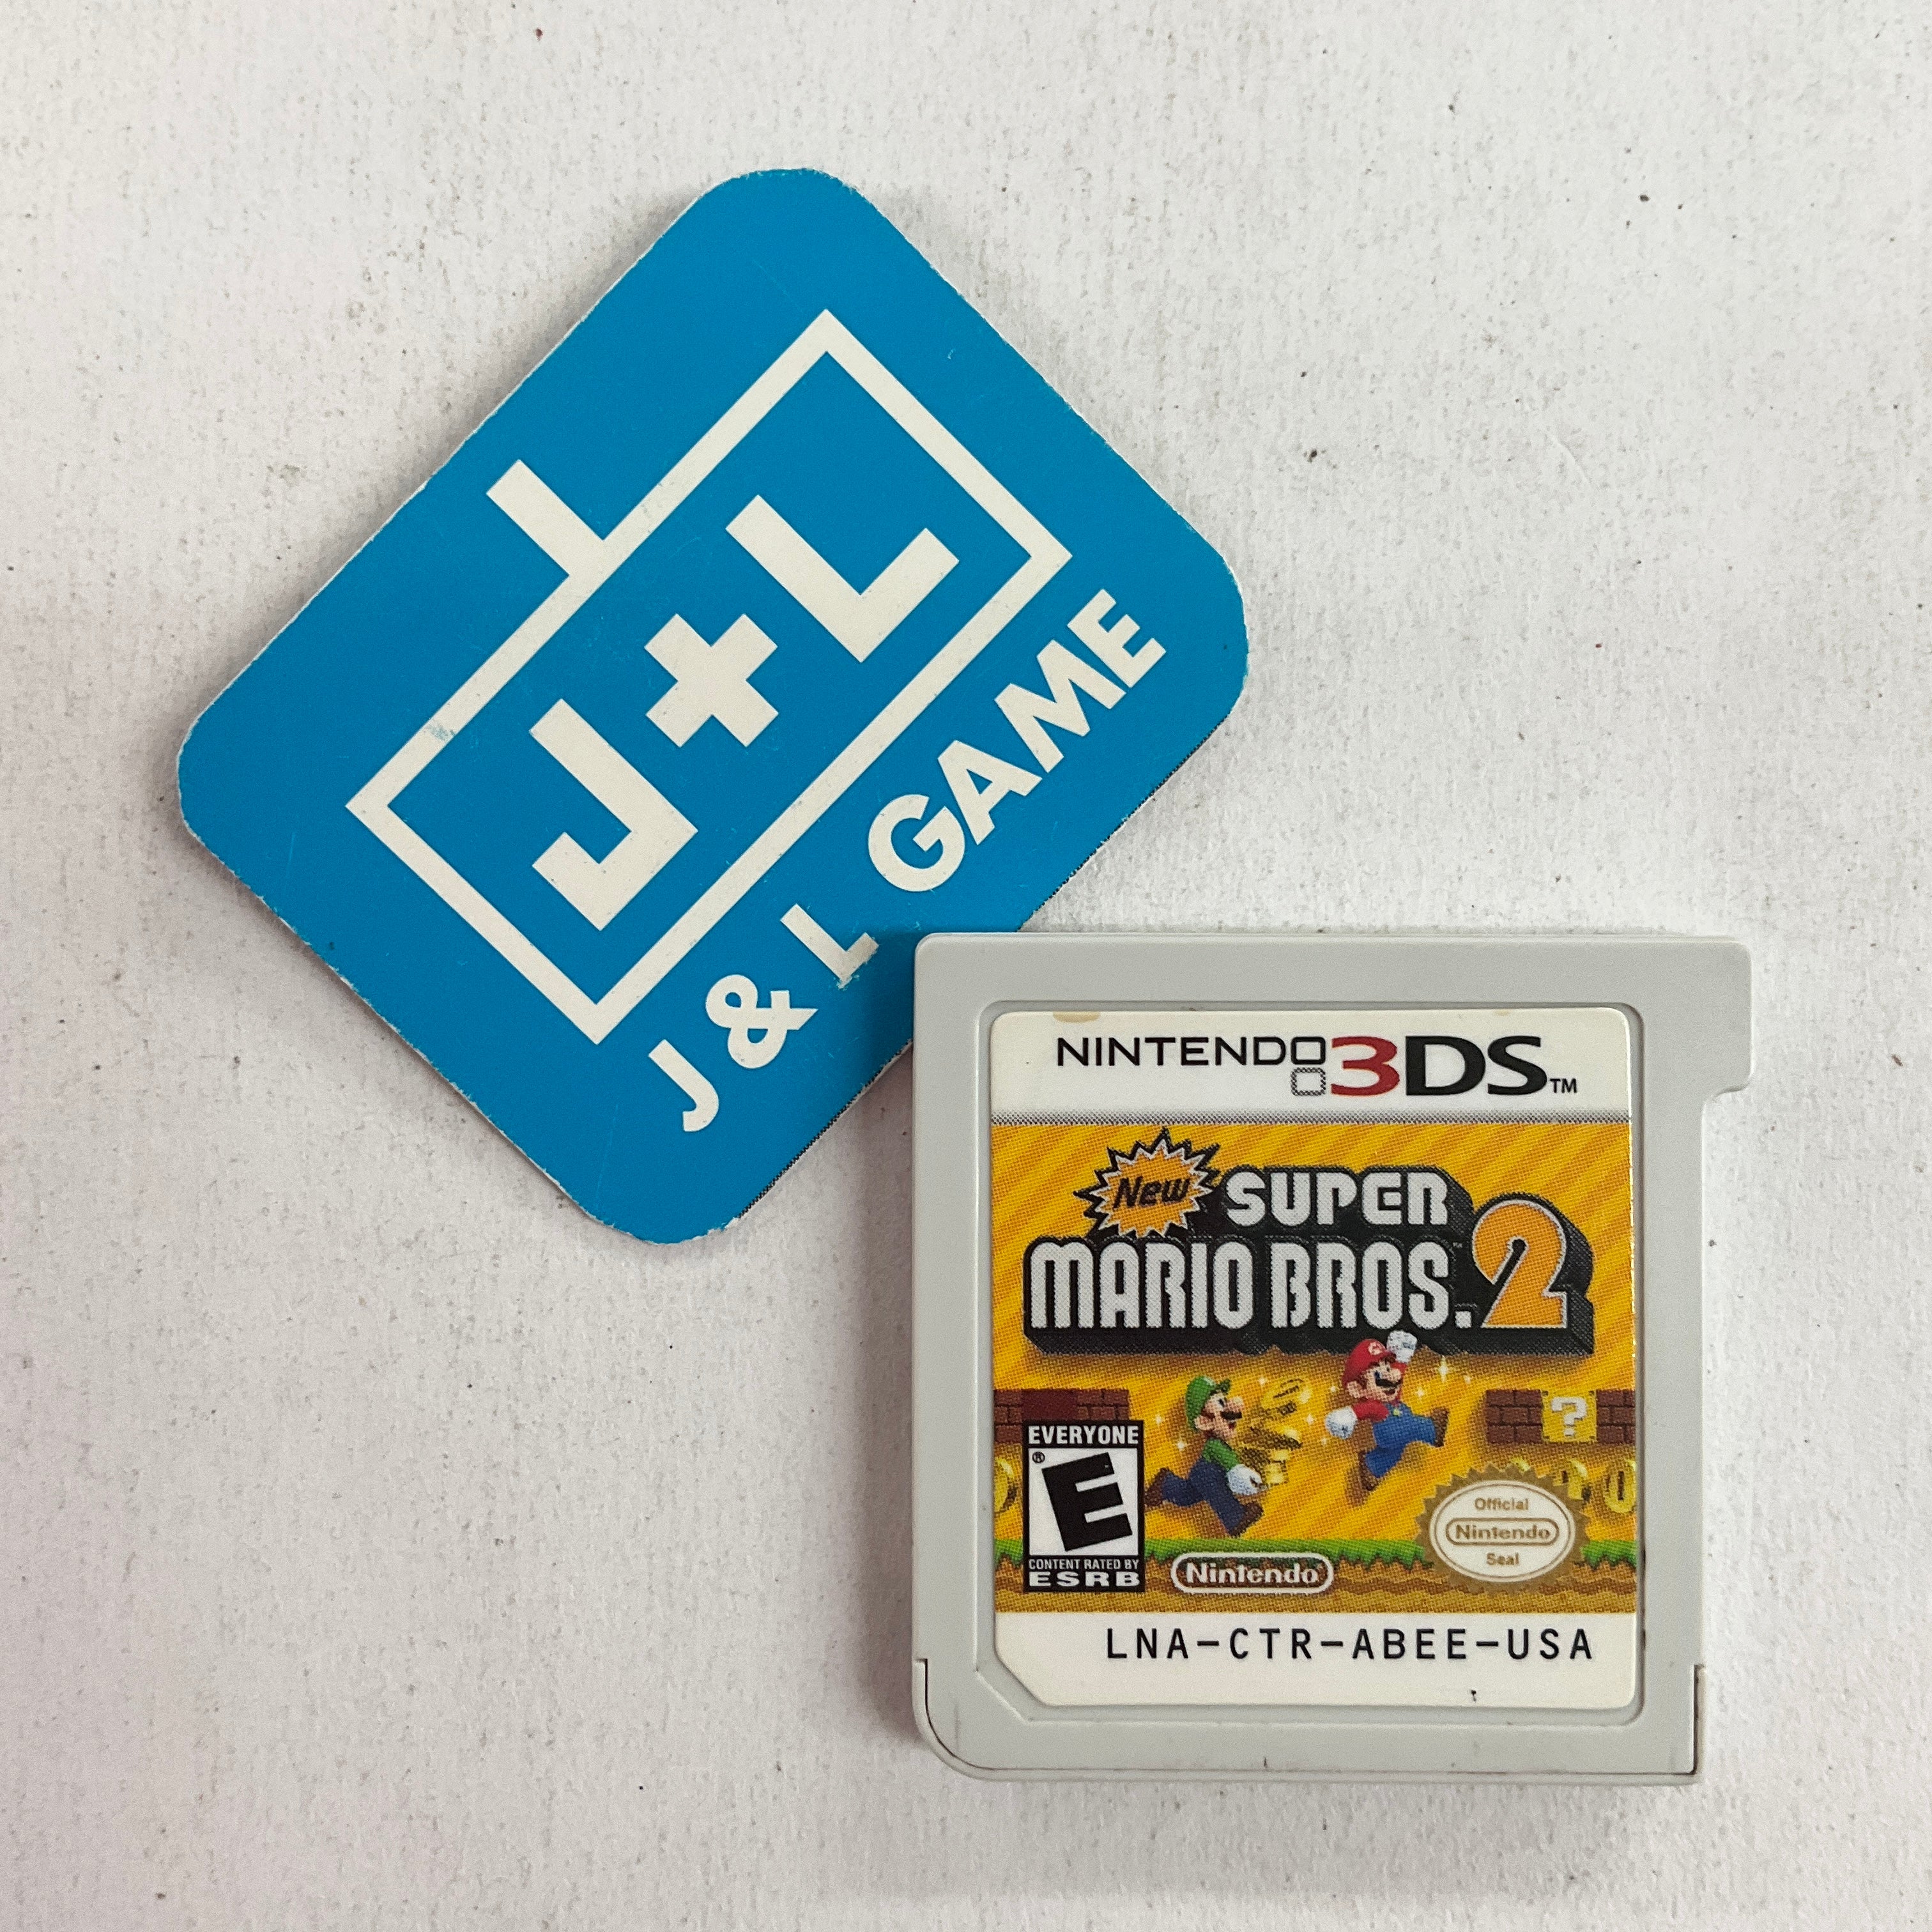 J+L
J & L GAME
NINTENDO 3DS™
New SUPER
MARIO BROS.™ 2
?
EVERYONE
E®
CONTENT RATED BY
ESRB
Nintendo
Official
Nintendo
Seal
LNA-CTR-ABEE-USA